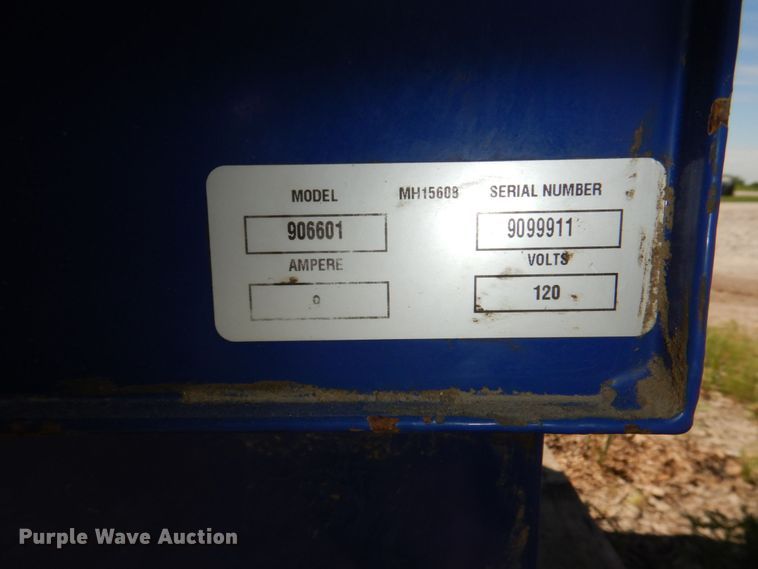 MODEL MH15608 SERIAL NUMBER
906601 9099911
AMPERE VOLTS
0 120
Purple Wave Auction